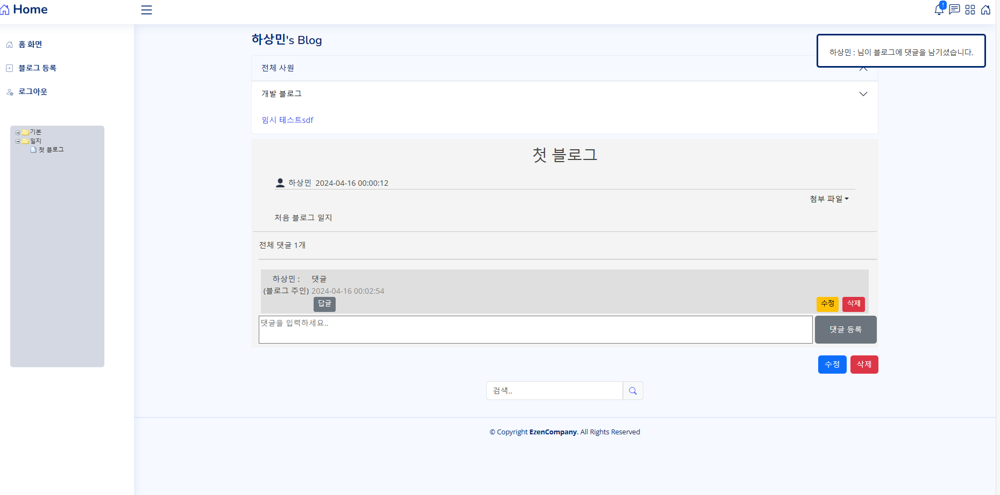 Home
!
홈 화면
블로그 등록
로그아웃
기본
일지
첫 블로그
하상민's Blog
하상민 : 님이 블로그에 댓글을 남기셨습니다.
전체 사원
개발 블로그
임시 테스트sdf
첫 블로그
하상민 2024-04-16 00:00:12
첨부 파일
처음 블로그 일지
전체 댓글 1개
하상민 : 댓글
(블로그 주인) 2024-04-16 00:02:54
답글 수정 삭제
댓글을 입력하세요..
댓글 등록
수정 삭제
검색..
© Copyright EzenCompany. All Rights Reserved